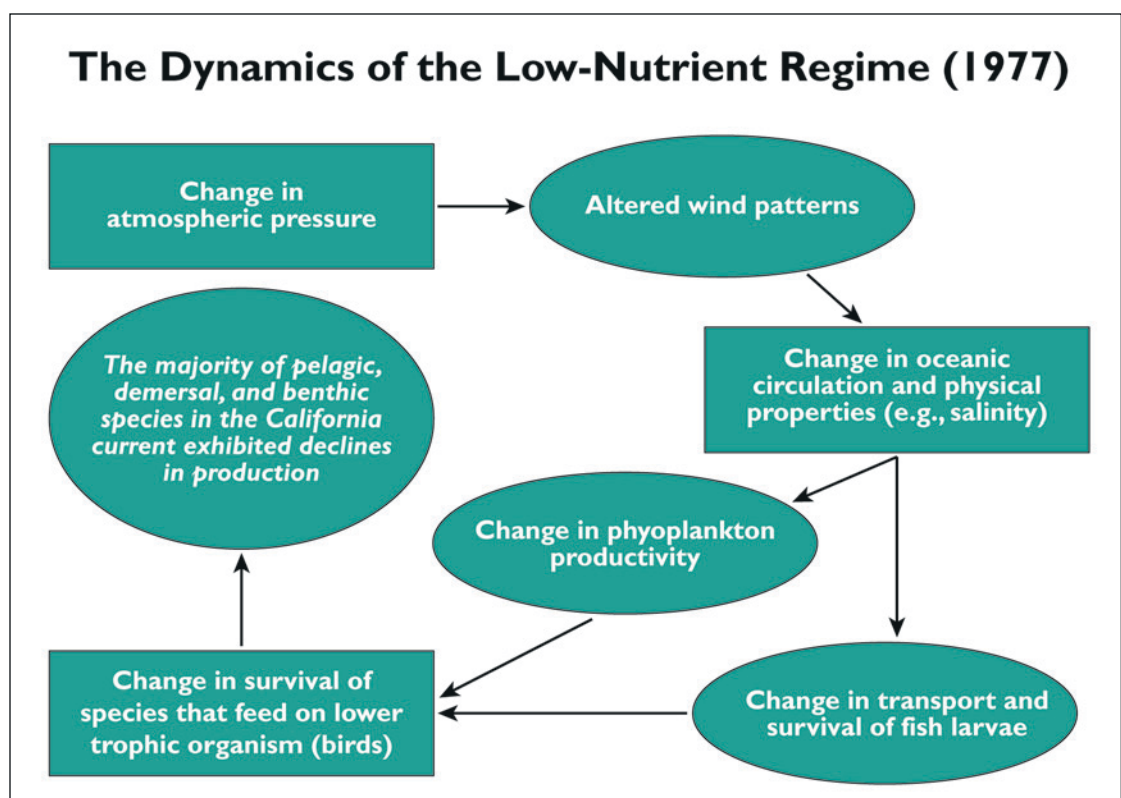 The Dynamics of the Low-Nutrient Regime (1977)
Change in
atmospheric pressure
Altered wind patterns
Change in oceanic
circulation and physical
properties (e.g., salinity)
Change in phyoplankton
productivity
Change in transport and
survival of fish larvae
Change in survival of
species that feed on lower
trophic organism (birds)
The majority of pelagic,
demersal, and benthic
species in the California
current exhibited declines
in production